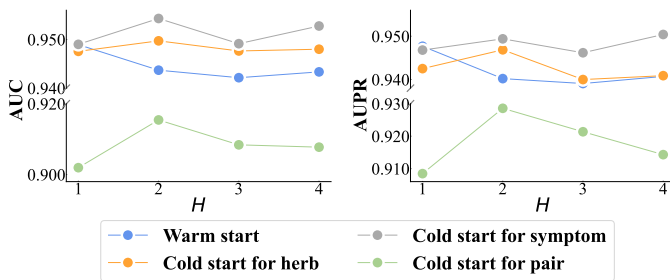 AUC
0.950
0.940
0.920
0.900
1 2 3 4
H
AUPR
0.950
0.940
0.930
0.920
0.910
1 2 3 4
H
Warm start
Cold start for herb
Cold start for symptom
Cold start for pair